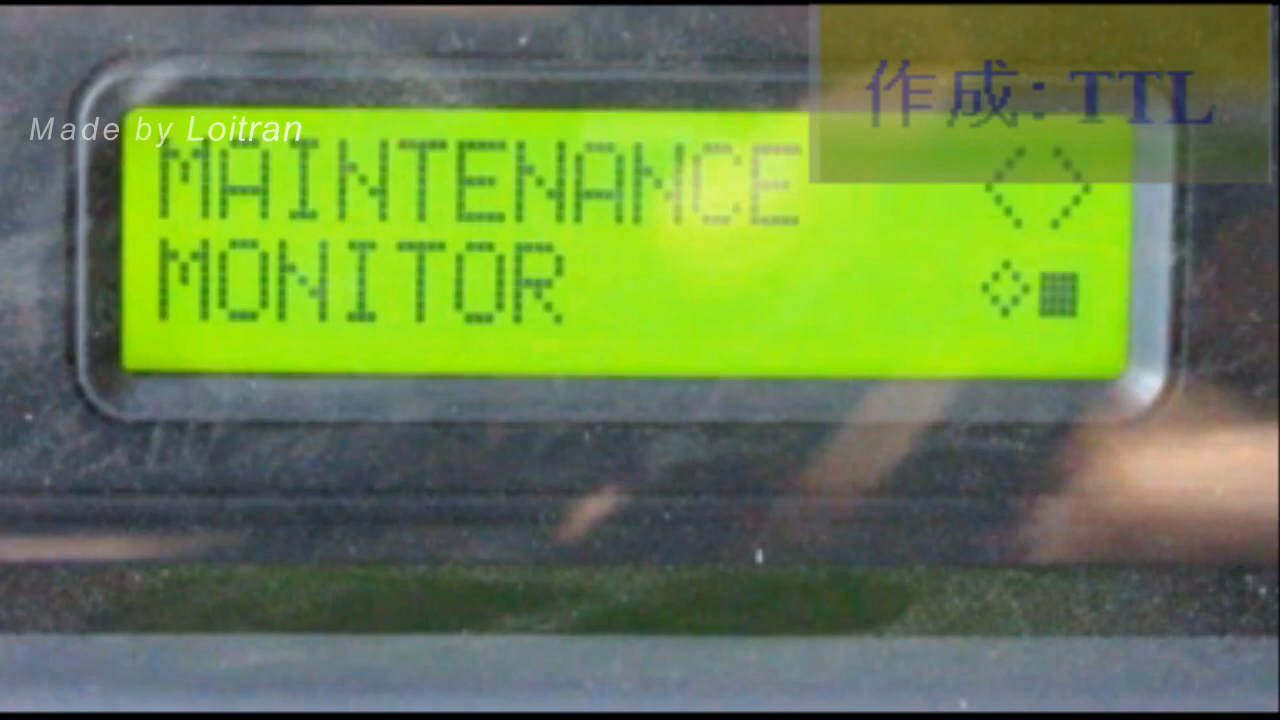 作成: TTL
Made by Loitran
MAINTENANCE <>
MONITOR ◇■